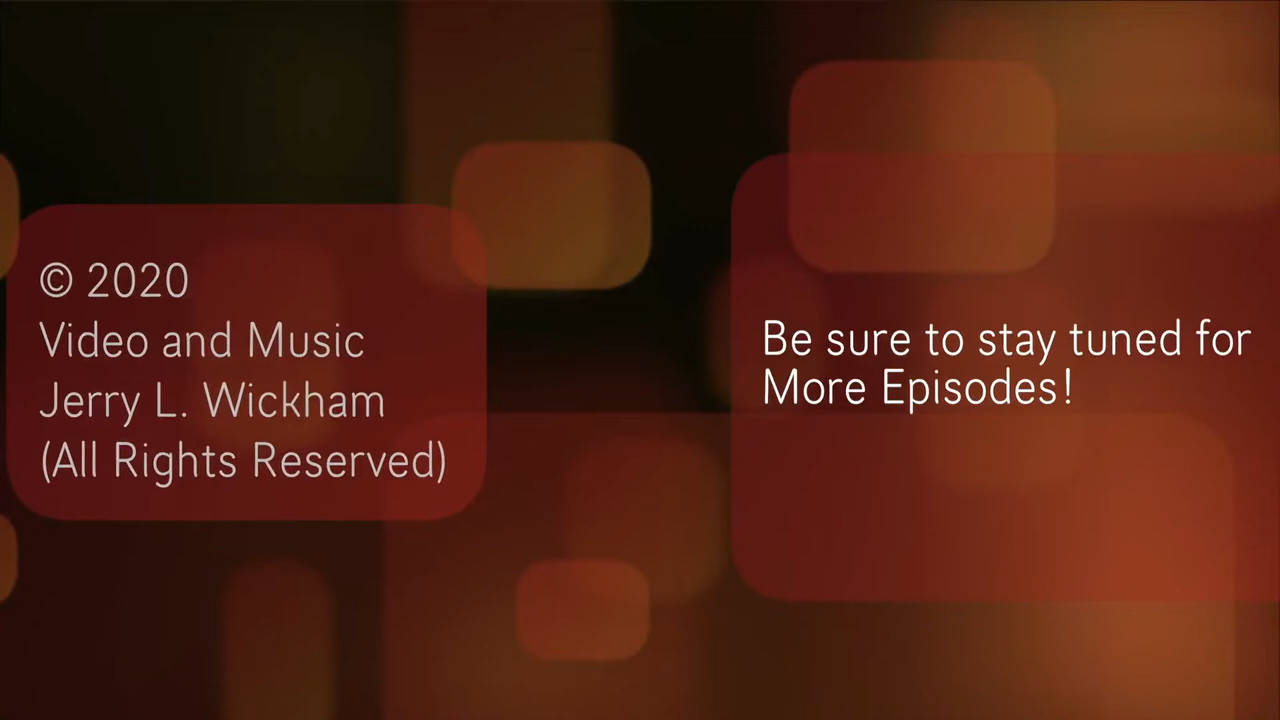 © 2020
Video and Music
Jerry L. Wickham
(All Rights Reserved)
Be sure to stay tuned for
More Episodes!